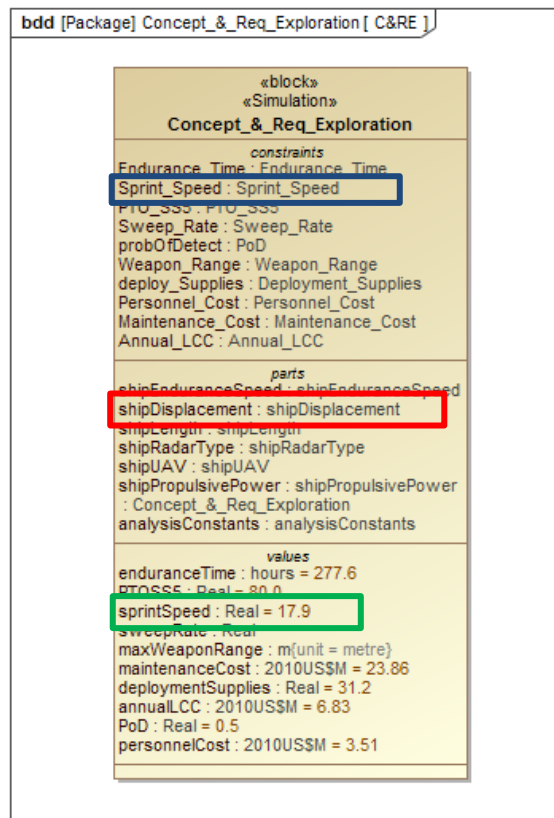 bdd [Package] Concept_&_Req_Exploration [ C&RE ]
«block»
«Simulation»
Concept_&_Req_Exploration
constraints
Endurance_Time : Endurance_Time
Sprint_Speed : Sprint_Speed
PTO_SS5 : PTO_SS5
Sweep_Rate : Sweep_Rate
probOfDetect : PoD
Weapon_Range : Weapon_Range
deploy_Supplies : Deployment_Supplies
Personnel_Cost : Personnel_Cost
Maintenance_Cost : Maintenance_Cost
Annual_LCC : Annual_LCC
parts
shipEnduranceSpeed : shipEnduranceSpeed
shipDisplacement : shipDisplacement
shipLength : shipLength
shipRadarType : shipRadarType
shipUAV : shipUAV
shipPropulsivePower : shipPropulsivePower
: Concept_&_Req_Exploration
analysisConstants : analysisConstants
values
enduranceTime : hours = 277.6
PTOSS5 : Real = 80.0
sprintSpeed : Real = 17.9
sweepRate : Real
maxWeaponRange : m{unit = metre}
maintenanceCost : 2010US$M = 23.86
deploymentSupplies : Real = 31.2
annualLCC : 2010US$M = 6.83
PoD : Real = 0.5
personnelCost : 2010US$M = 3.51